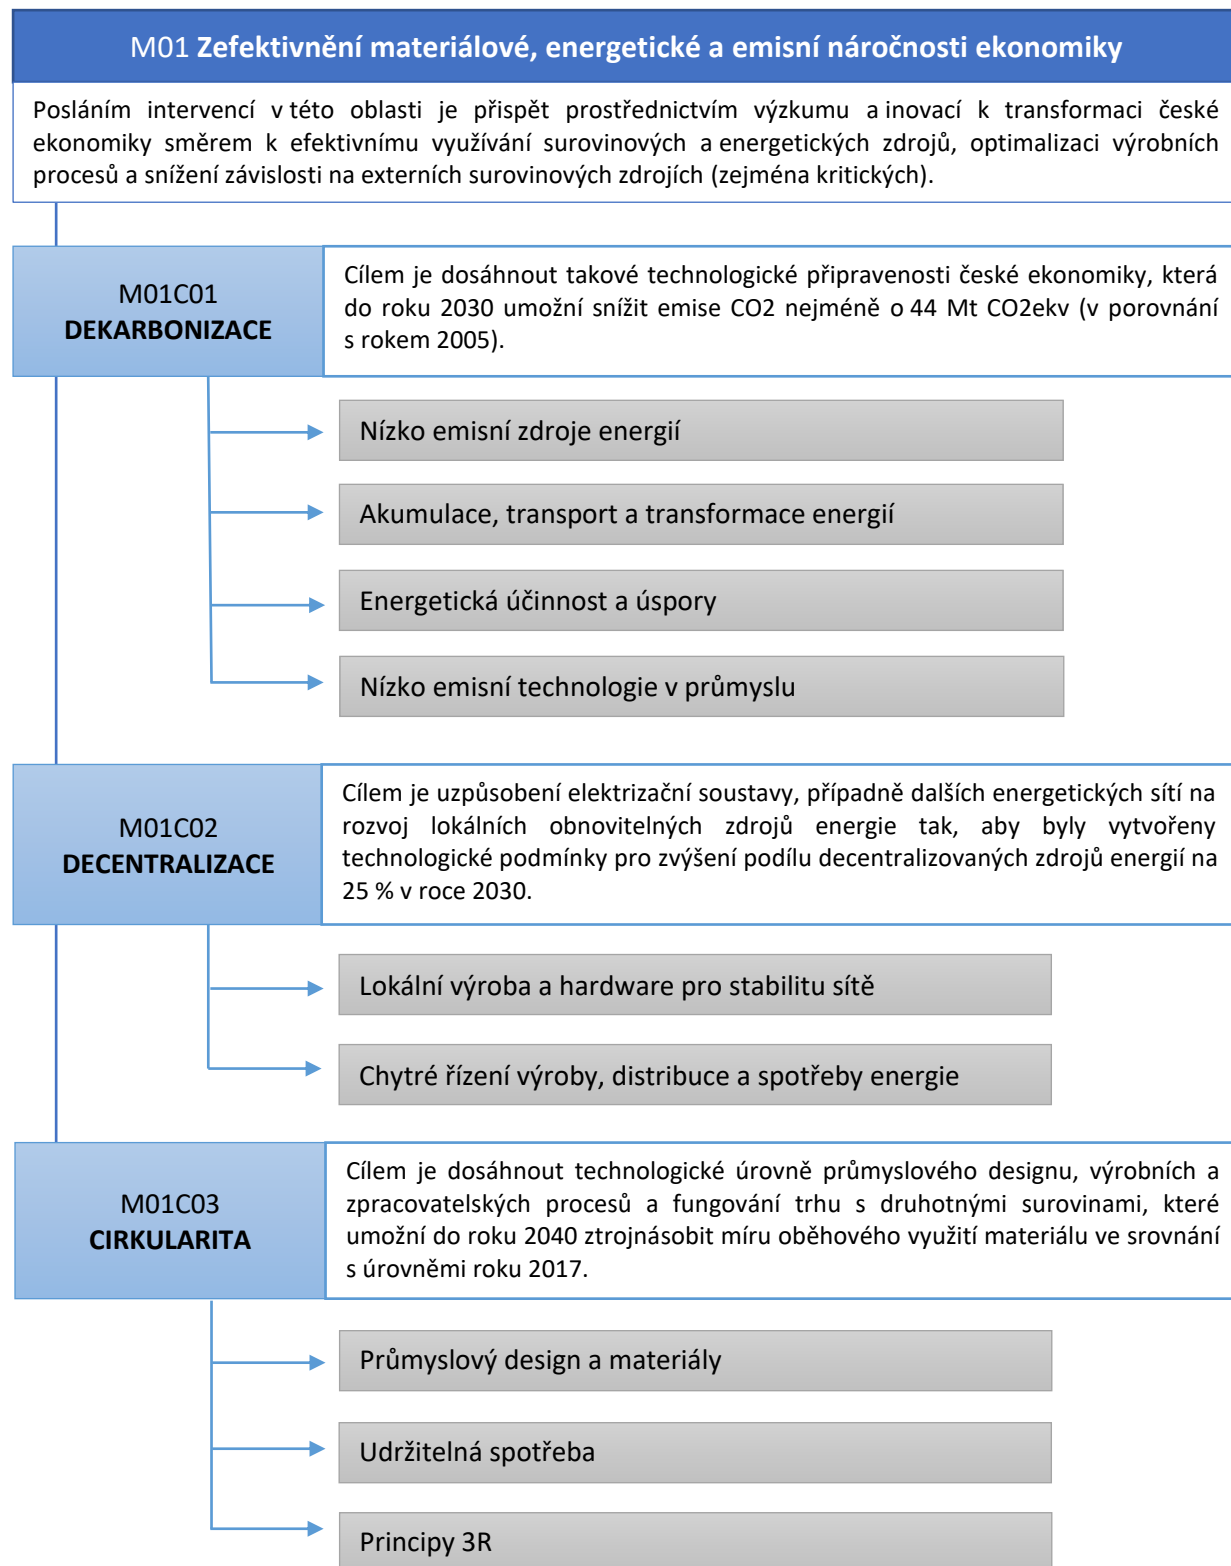 M01 Zefektivnění materiálové, energetické a emisní náročnosti ekonomiky
Posláním intervencí v této oblasti je přispět prostřednictvím výzkumu a inovací k transformaci české
ekonomiky směrem k efektivnímu využívání surovinových a energetických zdrojů, optimalizaci výrobních
procesů a snížení závislosti na externích surovinových zdrojích (zejména kritických).
M01C01
DEKARBONIZACE
Cílem je dosáhnout takové technologické připravenosti české ekonomiky, která
do roku 2030 umožní snížit emise CO2 nejméně o 44 Mt CO2ekv (v porovnání
s rokem 2005).
Nízko emisní zdroje energií
Akumulace, transport a transformace energií
Energetická účinnost a úspory
Nízko emisní technologie v průmyslu
M01C02
DECENTRALIZACE
Cílem je uzpůsobení elektrizační soustavy, případně dalších energetických sítí na
rozvoj lokálních obnovitelných zdrojů energie tak, aby byly vytvořeny
technologické podmínky pro zvýšení podílu decentralizovaných zdrojů energií na
25 % v roce 2030.
Lokální výroba a hardware pro stabilitu sítě
Chytré řízení výroby, distribuce a spotřeby energie
M01C03
CIRKULARITA
Cílem je dosáhnout technologické úrovně průmyslového designu, výrobních a
zpracovatelských procesů a fungování trhu s druhotnými surovinami, které
umožní do roku 2040 ztrojnásobit míru oběhového využití materiálu ve srovnání
s úrovněmi roku 2017.
Průmyslový design a materiály
Udržitelná spotřeba
Principy 3R